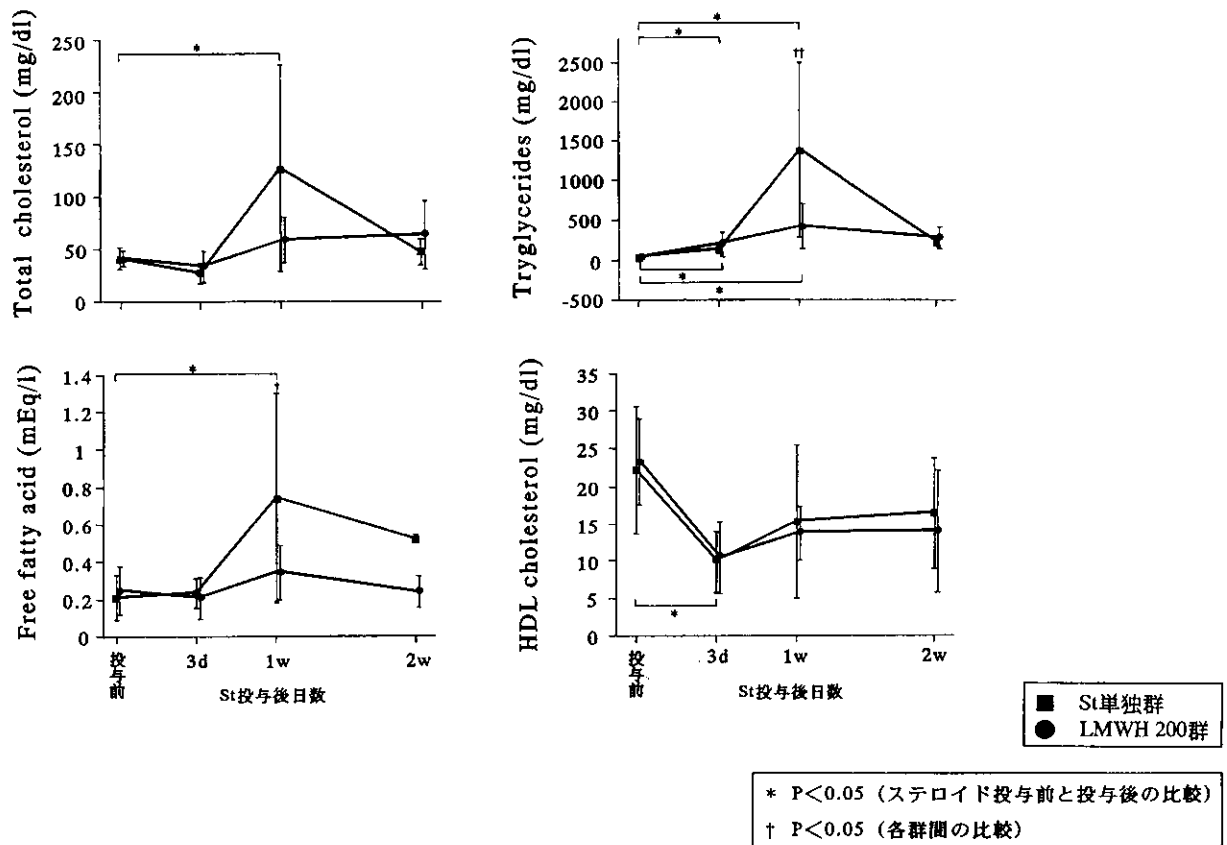 Total cholesterol (mg/dl)
250
200
150
100
50
0
*
Tryglycerides (mg/dl)
2500
2000
1500
1000
500
0
-500
*
*
††
*
*
Free fatty acid (mEq/l)
1.4
1.2
1
0.8
0.6
0.4
0.2
0
*
†
投与前
3d
1w
2w
St投与後日数
HDL cholesterol (mg/dl)
35
30
25
20
15
10
5
0
*
投与前
3d
1w
2w
St投与後日数
■ St単独群
● LMWH 200群
* P<0.05 (ステロイド投与前と投与後の比較)
† P<0.05 (各群間の比較)